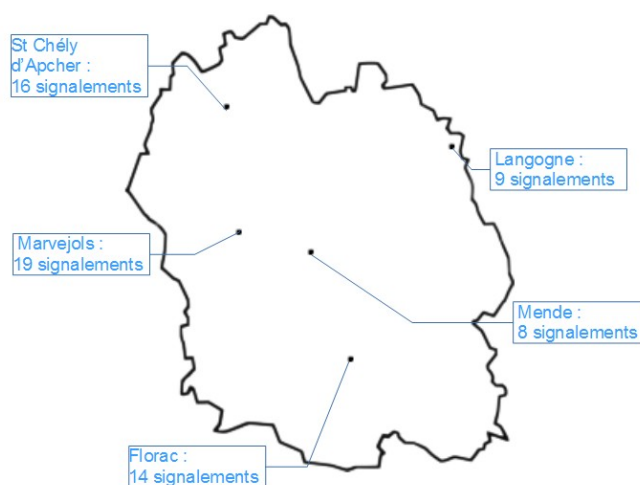 St Chély
d'Apcher :
16 signalements
Langogne :
9 signalements
Marvejols :
19 signalements
Mende :
8 signalements
Florac :
14 signalements